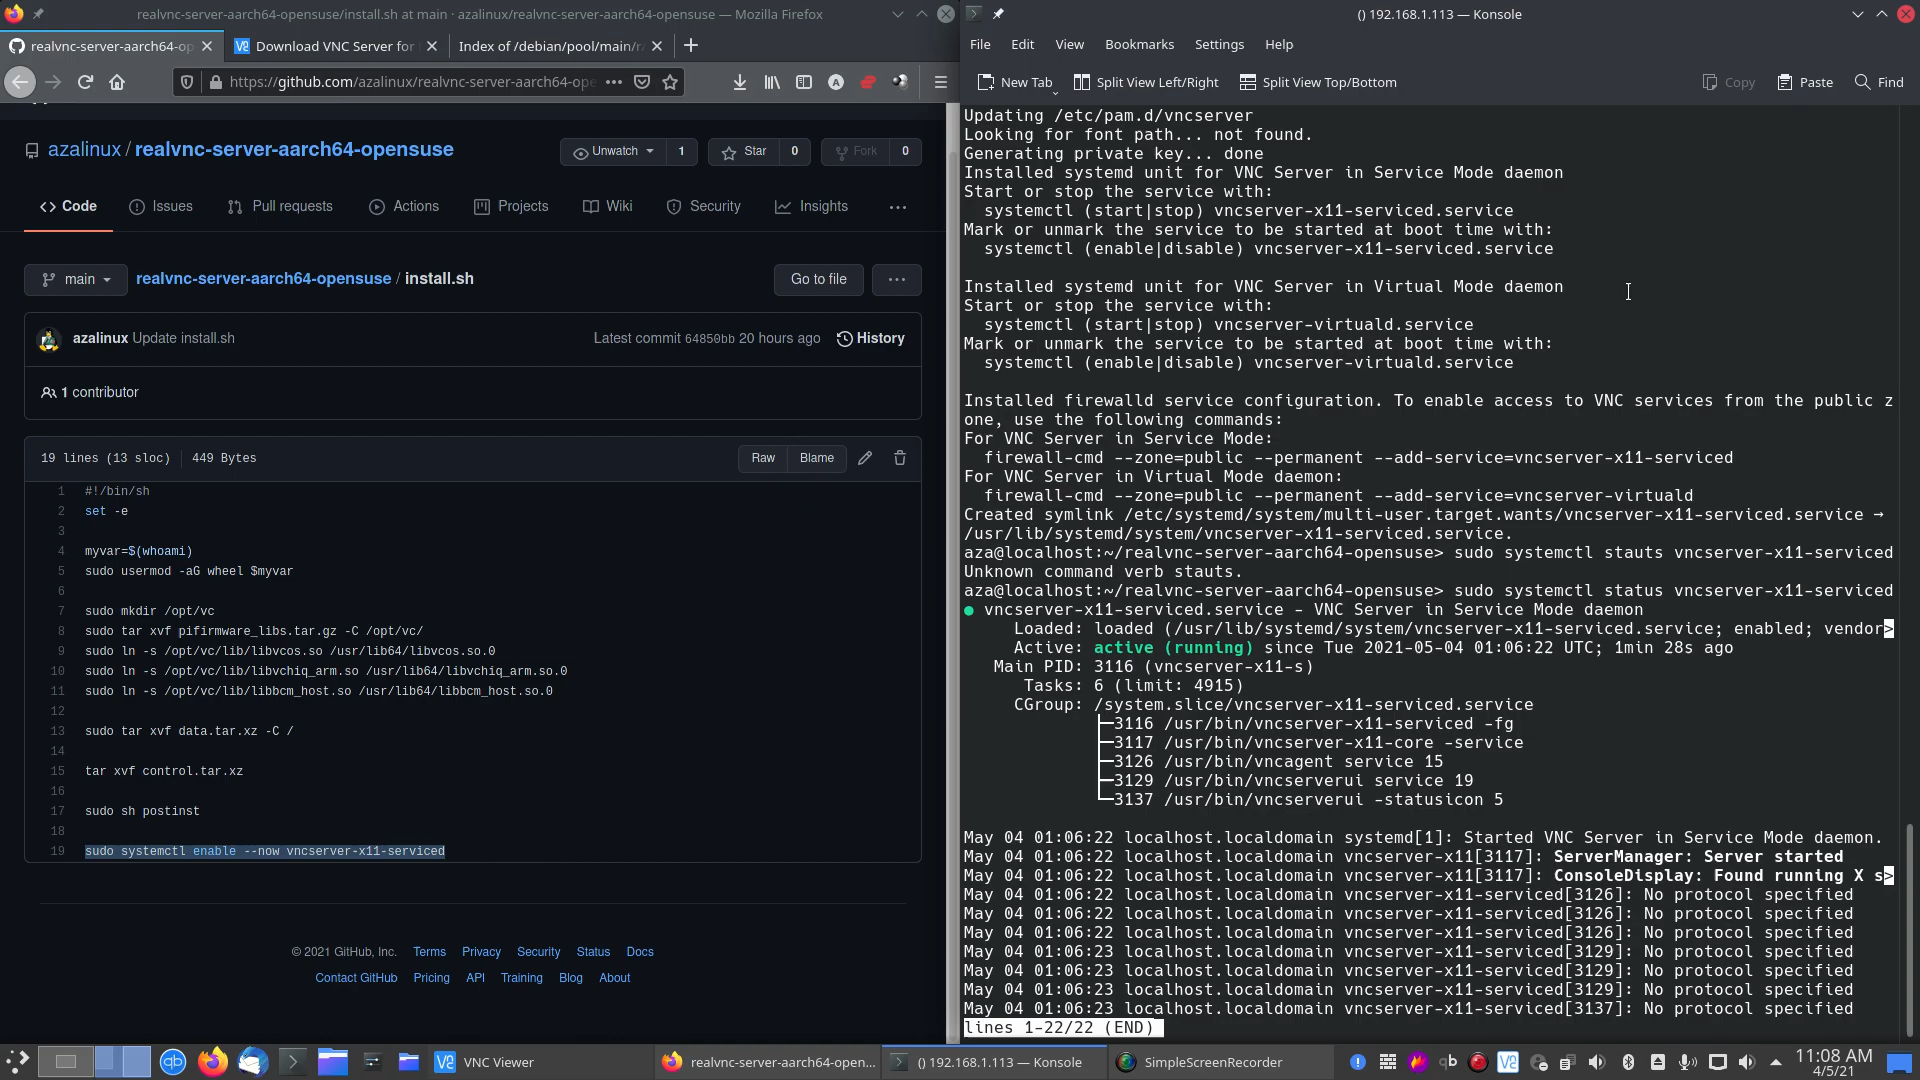 realvnc-server-aarch64-opensuse/install.sh at main · azalinux/realvnc-server-aarch64-opensuse — Mozilla Firefox
realvnc-server-aarch64-op
Download VNC Server for
Index of /debian/pool/main/r
https://github.com/azalinux/realvnc-server-aarch64-ope
azalinux / realvnc-server-aarch64-opensuse
Unwatch 1
Star 0
Fork 0
Code
Issues
Pull requests
Actions
Projects
Wiki
Security
Insights
main
realvnc-server-aarch64-opensuse / install.sh
Go to file
azalinux Update install.sh
Latest commit 64850bb 20 hours ago
History
1 contributor
19 lines (13 sloc) 449 Bytes
Raw
Blame
1 #!/bin/sh
2 set -e
3
4 myvar=$(whoami)
5 sudo usermod -aG wheel $myvar
6
7 sudo mkdir /opt/vc
8 sudo tar xvf pifirmware_libs.tar.gz -C /opt/vc/
9 sudo ln -s /opt/vc/lib/libvcos.so /usr/lib64/libvcos.so.0
10 sudo ln -s /opt/vc/lib/libvchiq_arm.so /usr/lib64/libvchiq_arm.so.0
11 sudo ln -s /opt/vc/lib/libbcm_host.so /usr/lib64/libbcm_host.so.0
12
13 sudo tar xvf data.tar.xz -C /
14
15 tar xvf control.tar.xz
16
17 sudo sh postinst
18
19 sudo systemctl enable --now vncserver-x11-serviced
© 2021 GitHub, Inc. Terms Privacy Security Status Docs
Contact GitHub Pricing API Training Blog About
() 192.168.1.113 — Konsole
File Edit View Bookmarks Settings Help
New Tab Split View Left/Right Split View Top/Bottom Copy Paste Find
Updating /etc/pam.d/vncserver
Looking for font path... not found.
Generating private key... done
Installed systemd unit for VNC Server in Service Mode daemon
Start or stop the service with:
systemctl (start|stop) vncserver-x11-serviced.service
Mark or unmark the service to be started at boot time with:
systemctl (enable|disable) vncserver-x11-serviced.service
Installed systemd unit for VNC Server in Virtual Mode daemon
Start or stop the service with:
systemctl (start|stop) vncserver-virtuald.service
Mark or unmark the service to be started at boot time with:
systemctl (enable|disable) vncserver-virtuald.service
Installed firewalld service configuration. To enable access to VNC services from the public z
one, use the following commands:
For VNC Server in Service Mode:
firewall-cmd --zone=public --permanent --add-service=vncserver-x11-serviced
For VNC Server in Virtual Mode daemon:
firewall-cmd --zone=public --permanent --add-service=vncserver-virtuald
Created symlink /etc/systemd/system/multi-user.target.wants/vncserver-x11-serviced.service →
/usr/lib/systemd/system/vncserver-x11-serviced.service.
aza@localhost:~/realvnc-server-aarch64-opensuse> sudo systemctl stauts vncserver-x11-serviced
Unknown command verb stauts.
aza@localhost:~/realvnc-server-aarch64-opensuse> sudo systemctl status vncserver-x11-serviced
● vncserver-x11-serviced.service - VNC Server in Service Mode daemon
Loaded: loaded (/usr/lib/systemd/system/vncserver-x11-serviced.service; enabled; vendor>
Active: active (running) since Tue 2021-05-04 01:06:22 UTC; 1min 28s ago
Main PID: 3116 (vncserver-x11-s)
Tasks: 6 (limit: 4915)
CGroup: /system.slice/vncserver-x11-serviced.service
├─3116 /usr/bin/vncserver-x11-serviced -fg
├─3117 /usr/bin/vncserver-x11-core -service
├─3126 /usr/bin/vncagent service 15
├─3129 /usr/bin/vncserverui service 19
└─3137 /usr/bin/vncserverui -statusicon 5
May 04 01:06:22 localhost.localdomain systemd[1]: Started VNC Server in Service Mode daemon.
May 04 01:06:22 localhost.localdomain vncserver-x11[3117]: ServerManager: Server started
May 04 01:06:22 localhost.localdomain vncserver-x11[3117]: ConsoleDisplay: Found running X s>
May 04 01:06:22 localhost.localdomain vncserver-x11-serviced[3126]: No protocol specified
May 04 01:06:22 localhost.localdomain vncserver-x11-serviced[3126]: No protocol specified
May 04 01:06:22 localhost.localdomain vncserver-x11-serviced[3126]: No protocol specified
May 04 01:06:23 localhost.localdomain vncserver-x11-serviced[3129]: No protocol specified
May 04 01:06:23 localhost.localdomain vncserver-x11-serviced[3129]: No protocol specified
May 04 01:06:23 localhost.localdomain vncserver-x11-serviced[3129]: No protocol specified
May 04 01:06:23 localhost.localdomain vncserver-x11-serviced[3137]: No protocol specified
lines 1-22/22 (END)
VNC Viewer
realvnc-server-aarch64-open...
() 192.168.1.113 — Konsole
SimpleScreenRecorder
11:08 AM
4/5/21